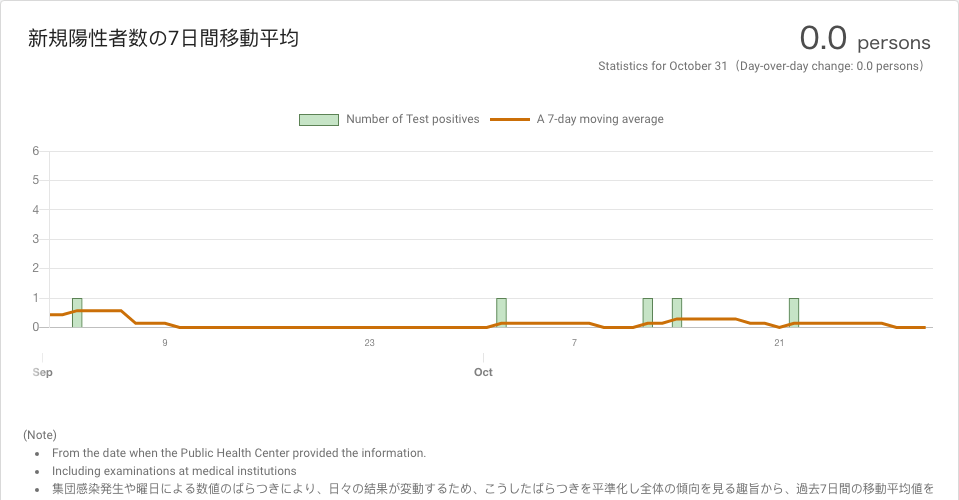 新規陽性者数の7日間移動平均
0.0 persons
Statistics for October 31（Day-over-day change: 0.0 persons）
Number of Test positives
A 7-day moving average
6
5
4
3
2
1
0
9
23
7
21
Sep
Oct
(Note)
• From the date when the Public Health Center provided the information.
• Including examinations at medical institutions
• 集団感染発生や曜日による数値のばらつきにより、日々の結果が変動するため、こうしたばらつきを平準化し全体の傾向を見る趣旨から、過去7日間の移動平均値を